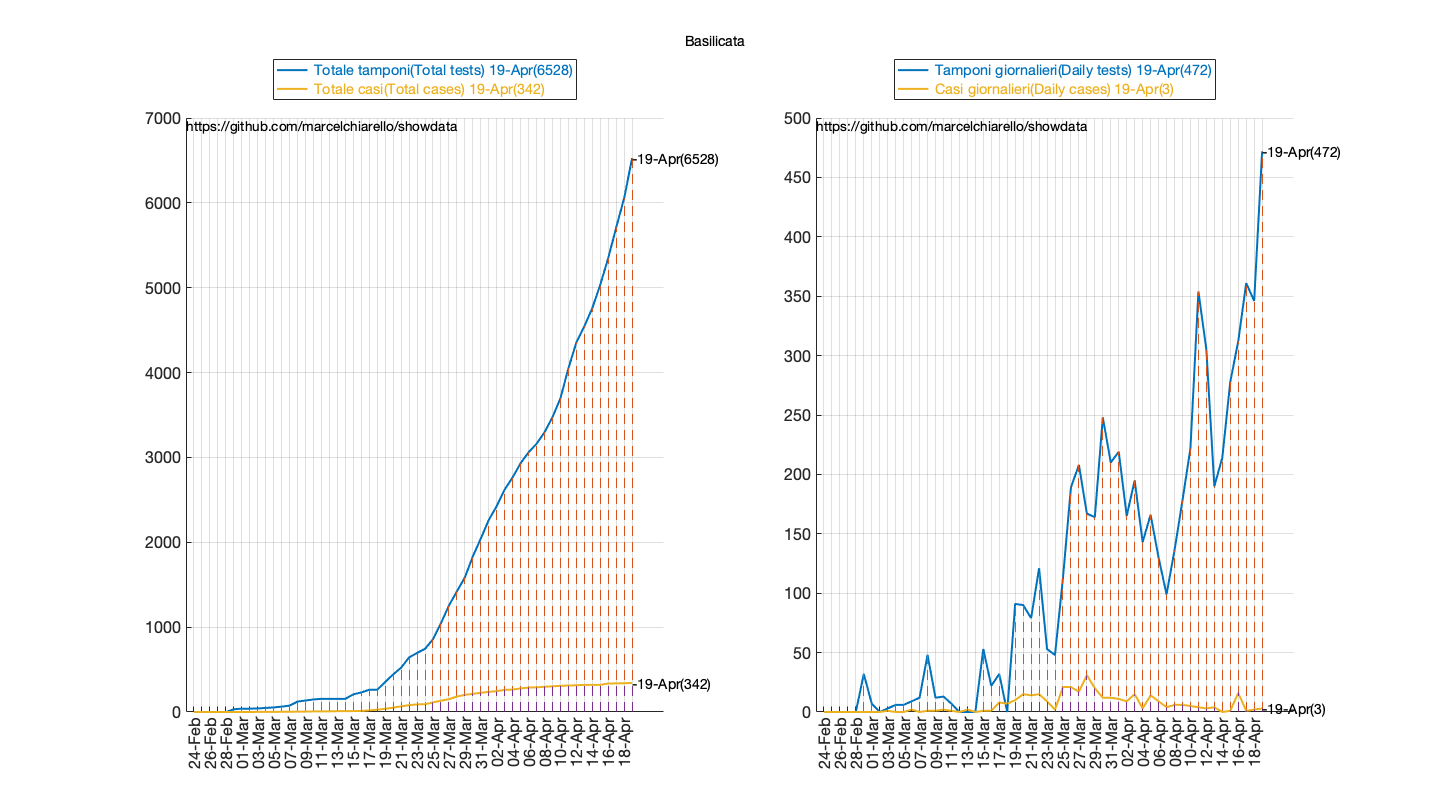 Basilicata
Totale tamponi(Total tests) 19-Apr(6528)
Totale casi(Total cases) 19-Apr(342)
7000
https://github.com/marcelchiarello/showdata
19-Apr(6528)
6000
5000
4000
3000
2000
1000
19-Apr(342)
0
24-Feb
26-Feb
28-Feb
01-Mar
03-Mar
05-Mar
07-Mar
09-Mar
11-Mar
13-Mar
15-Mar
17-Mar
19-Mar
21-Mar
23-Mar
25-Mar
27-Mar
29-Mar
31-Mar
02-Apr
04-Apr
06-Apr
08-Apr
10-Apr
12-Apr
14-Apr
16-Apr
18-Apr
Tamponi giornalieri(Daily tests) 19-Apr(472)
Casi giornalieri(Daily cases) 19-Apr(3)
500
https://github.com/marcelchiarello/showdata
19-Apr(472)
450
400
350
300
250
200
150
100
50
0
19-Apr(3)
24-Feb
26-Feb
28-Feb
01-Mar
03-Mar
05-Mar
07-Mar
09-Mar
11-Mar
13-Mar
15-Mar
17-Mar
19-Mar
21-Mar
23-Mar
25-Mar
27-Mar
29-Mar
31-Mar
02-Apr
04-Apr
06-Apr
08-Apr
10-Apr
12-Apr
14-Apr
16-Apr
18-Apr